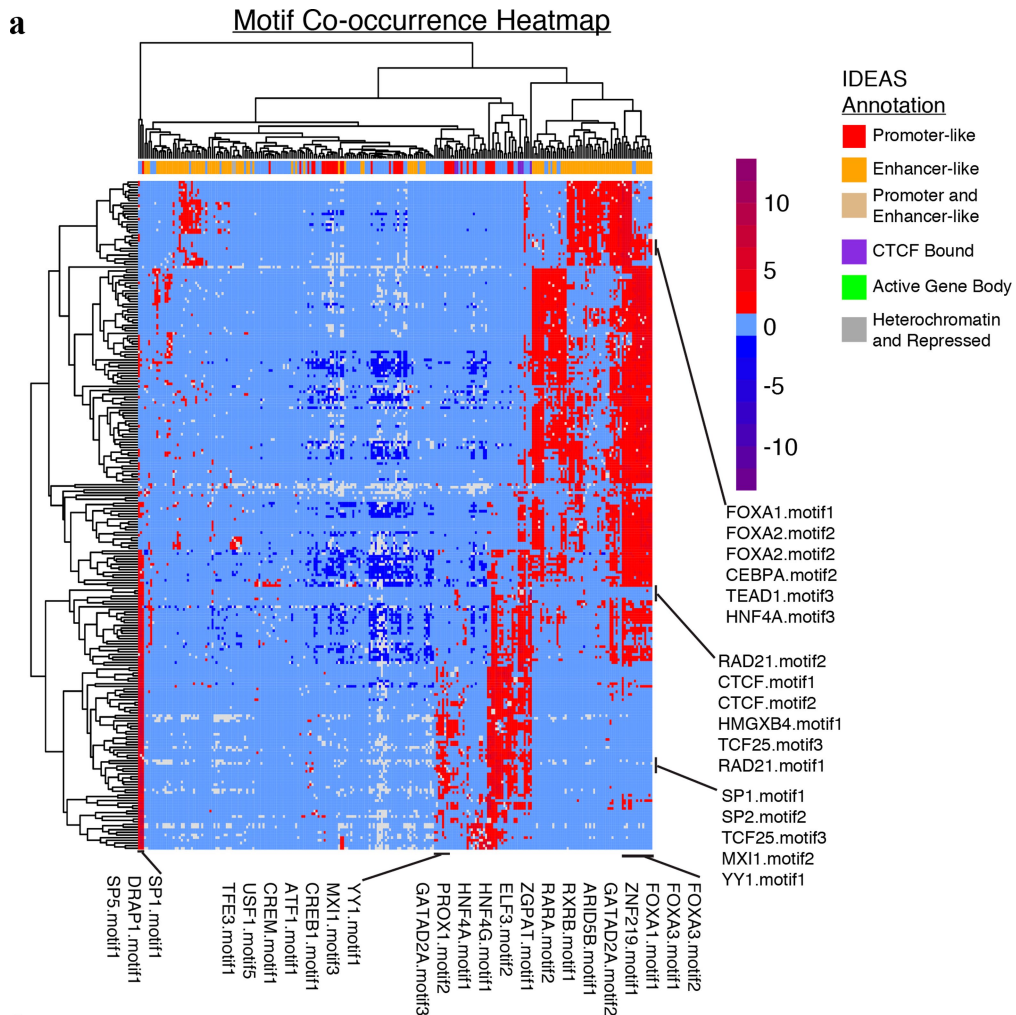 a
Motif Co-occurrence Heatmap
IDEAS
Annotation
Promoter-like
Enhancer-like
Promoter and
Enhancer-like
CTCF Bound
Active Gene Body
Heterochromatin
and Repressed
10
5
0
-5
-10
FOXA1.motif1
FOXA2.motif2
FOXA2.motif2
CEBPA.motif2
TEAD1.motif3
HNF4A.motif3
RAD21.motif2
CTCF.motif1
CTCF.motif2
HMGXB4.motif1
TCF25.motif3
RAD21.motif1
SP1.motif1
SP2.motif2
TCF25.motif3
MXI1.motif2
YY1.motif1
SP5.motif1
DRAP1.motif1
SP1.motif1
TFE3.motif1
USF1.motif5
CREM.motif1
ATF1.motif1
CREB1.motif1
MXI1.motif3
YY1.motif1
GATAD2A.motif3
PROX1.motif2
HNF4A.motif1
HNF4G.motif1
ELF3.motif2
ZGPAT.motif1
RARA.motif2
RXRB.motif1
ARID5B.motif1
GATAD2A.motif2
ZNF219.motif1
FOXA1.motif1
FOXA3.motif1
FOXA3.motif2